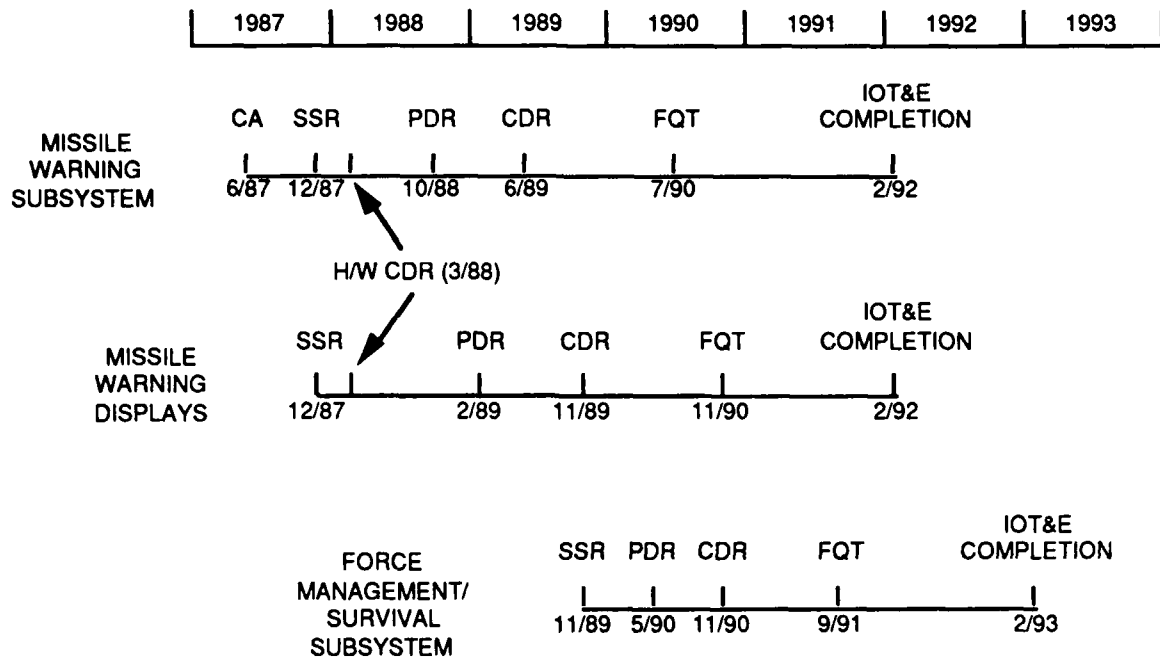 1987 1988 1989 1990 1991 1992 1993
IOT&E
CA SSR PDR CDR FQT COMPLETION
MISSILE
WARNING
SUBSYSTEM
6/87 12/87 10/88 6/89 7/90 2/92
H/W CDR (3/88)
IOT&E
SSR PDR CDR FQT COMPLETION
MISSILE
WARNING
DISPLAYS
12/87 2/89 11/89 11/90 2/92
IOT&E
SSR PDR CDR FQT COMPLETION
FORCE
MANAGEMENT/
SURVIVAL
SUBSYSTEM
11/89 5/90 11/90 9/91 2/93